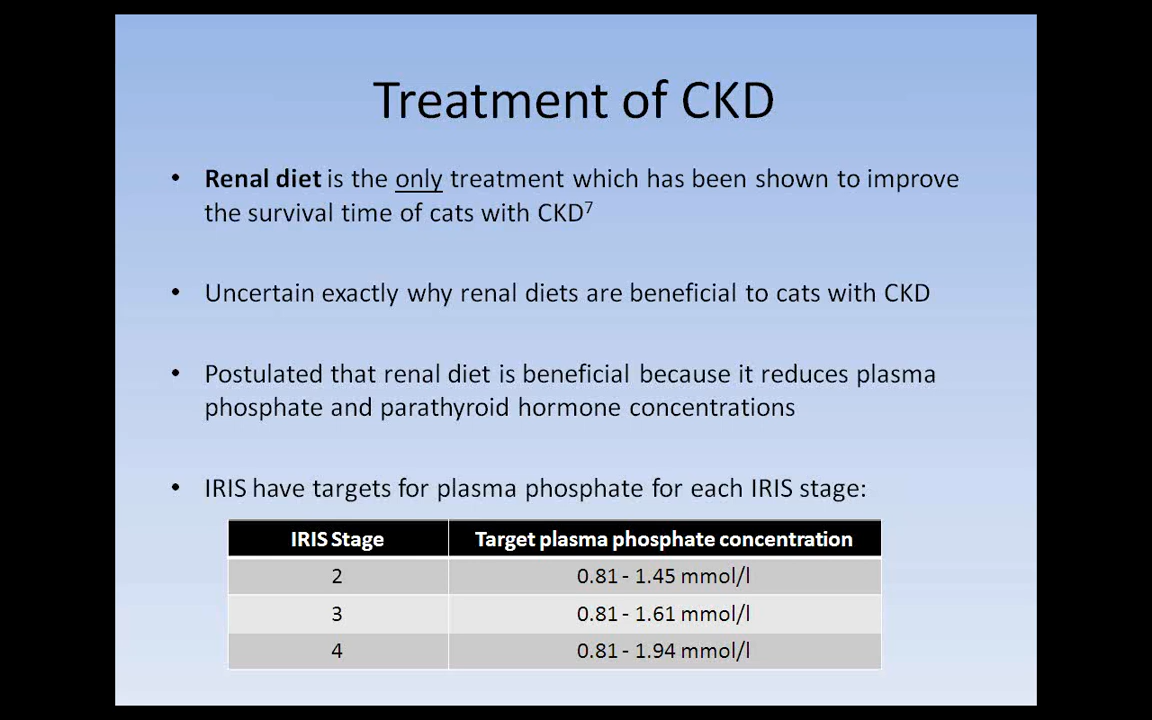 Treatment of CKD
• Renal diet is the only treatment which has been shown to improve
the survival time of cats with CKD7
• Uncertain exactly why renal diets are beneficial to cats with CKD
• Postulated that renal diet is beneficial because it reduces plasma
phosphate and parathyroid hormone concentrations
• IRIS have targets for plasma phosphate for each IRIS stage:
IRIS Stage Target plasma phosphate concentration
2 0.81 - 1.45 mmol/l
3 0.81 - 1.61 mmol/l
4 0.81 - 1.94 mmol/l